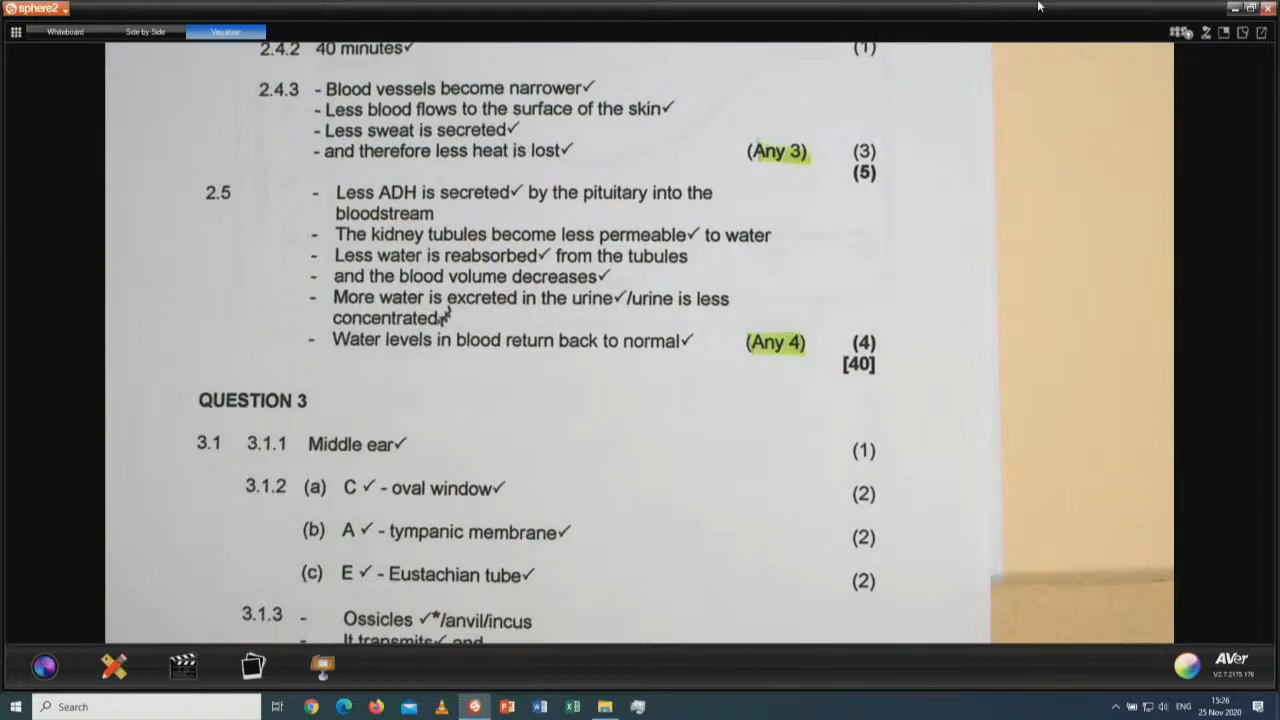 sphere2
Whiteboard Side by Side Visualizer
2.4.2 40 minutes✓ (1)
2.4.3 - Blood vessels become narrower✓
- Less blood flows to the surface of the skin✓
- Less sweat is secreted✓
- and therefore less heat is lost✓ (Any 3) (3)
(5)
2.5 - Less ADH is secreted✓ by the pituitary into the
bloodstream
- The kidney tubules become less permeable✓ to water
- Less water is reabsorbed✓ from the tubules
- and the blood volume decreases✓
- More water is excreted in the urine✓/urine is less
concentrated
- Water levels in blood return back to normal✓ (Any 4) (4)
[40]
QUESTION 3
3.1 3.1.1 Middle ear✓ (1)
3.1.2 (a) C ✓ - oval window✓ (2)
(b) A ✓ - tympanic membrane✓ (2)
(c) E ✓ - Eustachian tube✓ (2)
3.1.3 - Ossicles ✓*/anvil/incus
- It transmits✓ and
AVer
V2.7.2175.178
Search
ENG
15:26
25 Nov 2020